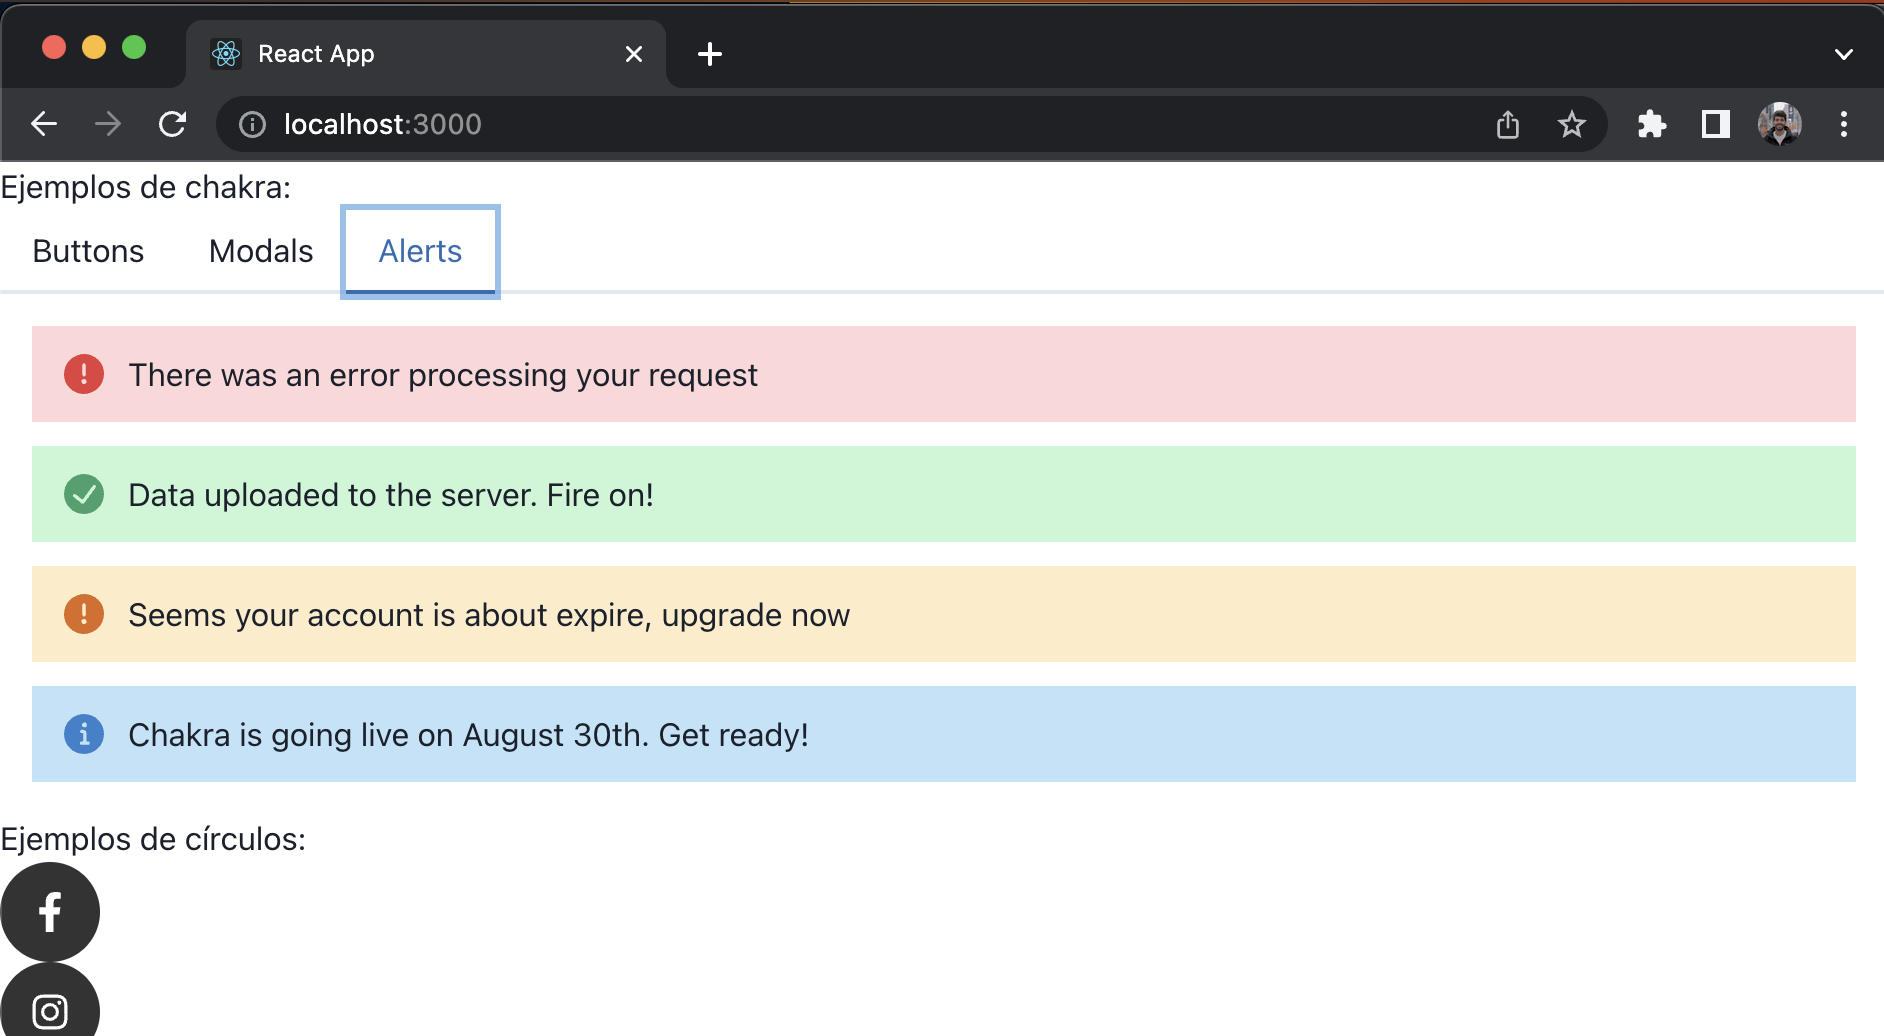 React App
localhost:3000
Ejemplos de chakra:
Buttons Modals Alerts
There was an error processing your request
Data uploaded to the server. Fire on!
Seems your account is about expire, upgrade now
Chakra is going live on August 30th. Get ready!
Ejemplos de círculos: